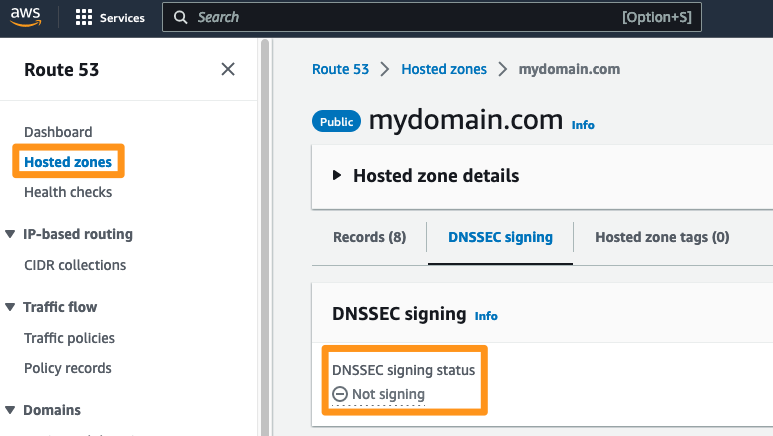 aws
Services
Search
[Option+S]
Route 53
Dashboard
Hosted zones
Health checks
IP-based routing
CIDR collections
Traffic flow
Traffic policies
Policy records
Domains
Route 53
Hosted zones
mydomain.com
Public
mydomain.com
Info
Hosted zone details
Records (8)
DNSSEC signing
Hosted zone tags (0)
DNSSEC signing
Info
DNSSEC signing status
Not signing